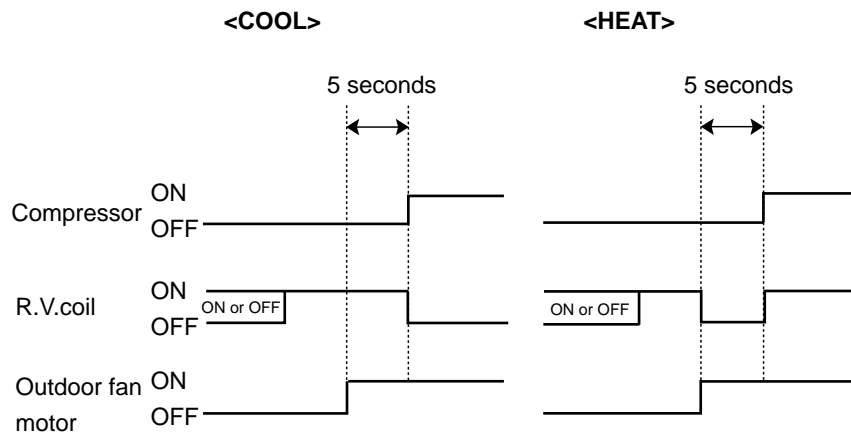 <COOL> <HEAT>
5 seconds 5 seconds
Compressor ON
OFF
R.V.coil ON
ON or OFF ON or OFF
OFF
Outdoor fan motor ON
OFF